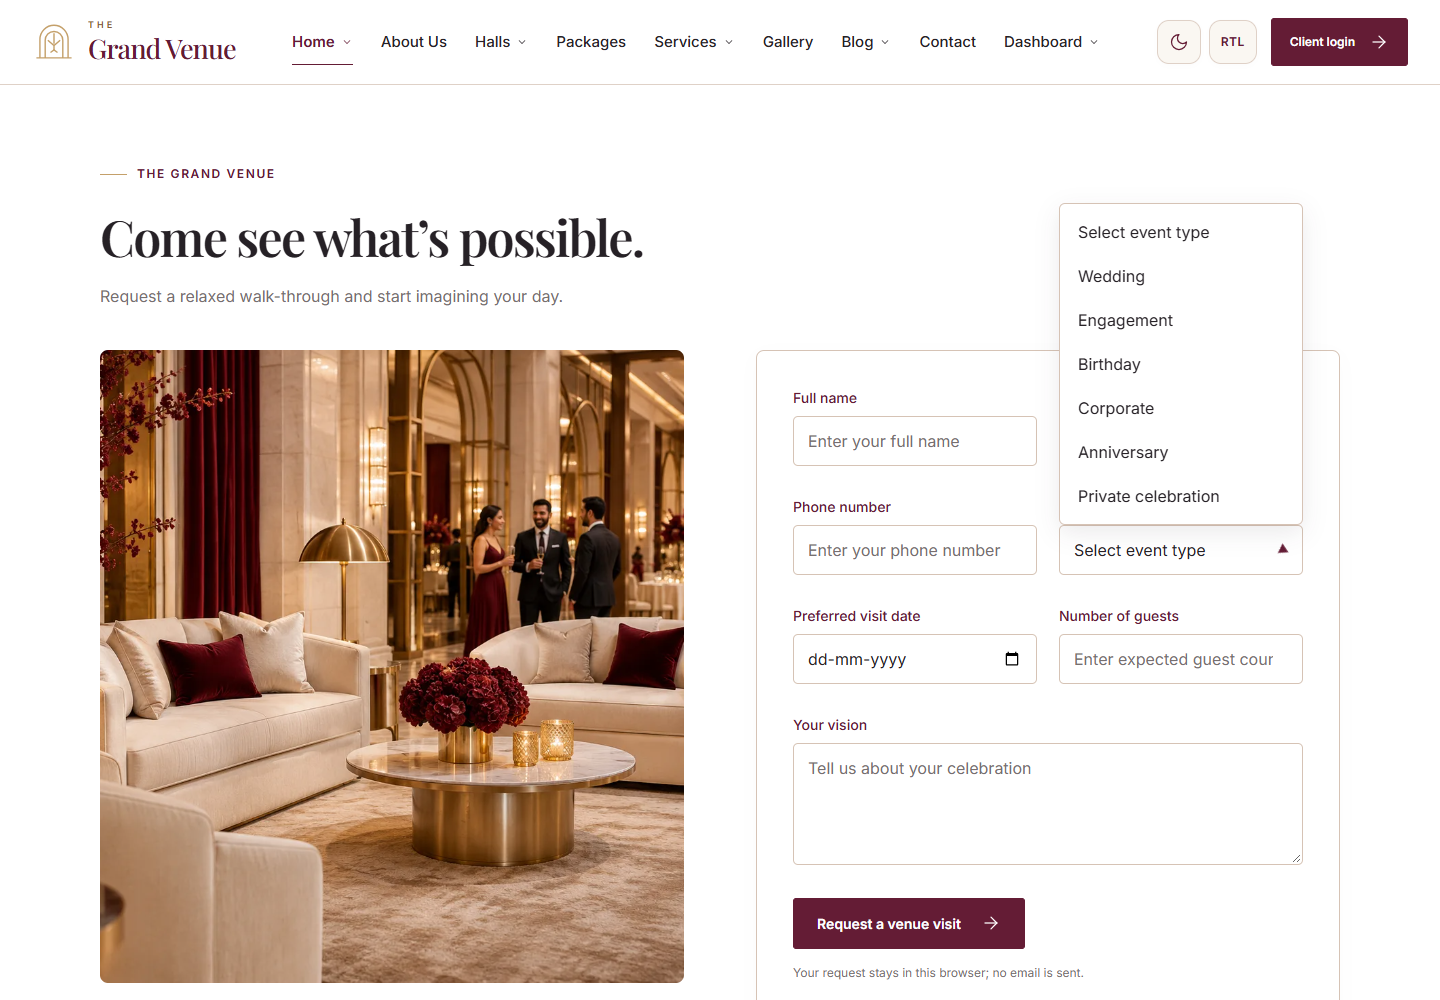 THE
Grand Venue
Home
About Us
Halls
Packages
Services
Gallery
Blog
Contact
Dashboard
RTL
Client login
THE GRAND VENUE
Come see what’s possible.
Request a relaxed walk-through and start imagining your day.
Select event type
Wedding
Engagement
Birthday
Corporate
Anniversary
Private celebration
Full name
Enter your full name
Phone number
Enter your phone number
Select event type
Preferred visit date
dd-mm-yyyy
Number of guests
Enter expected guest cour
Your vision
Tell us about your celebration
Request a venue visit
Your request stays in this browser; no email is sent.